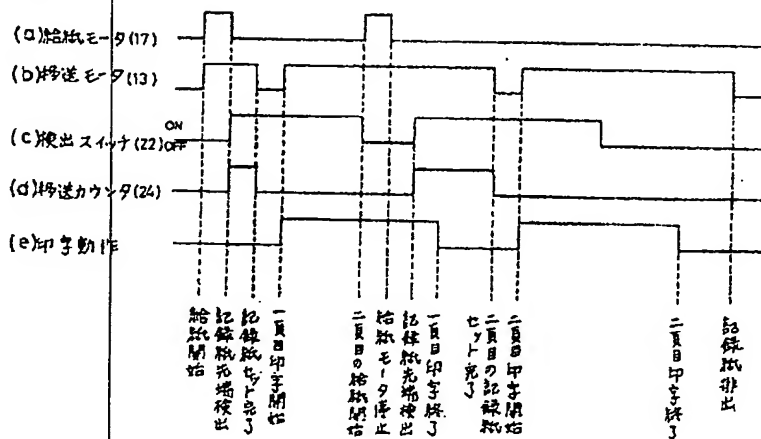 (a)給紙モータ(17)
(b)移送モータ(13)
(c)検出スイッチ(22)
ON
OFF
(d)移送カウンタ(24)
(e)印字動作
給紙開始
記録紙先端検出
記録紙セット完了
一頁目印字開始
二頁目の給紙開始
給紙モータ停止
記録紙先端検出
一頁目印字終了
二頁目の記録紙
セット完了
二頁目印字開始
二頁目印字終了
記録紙排出